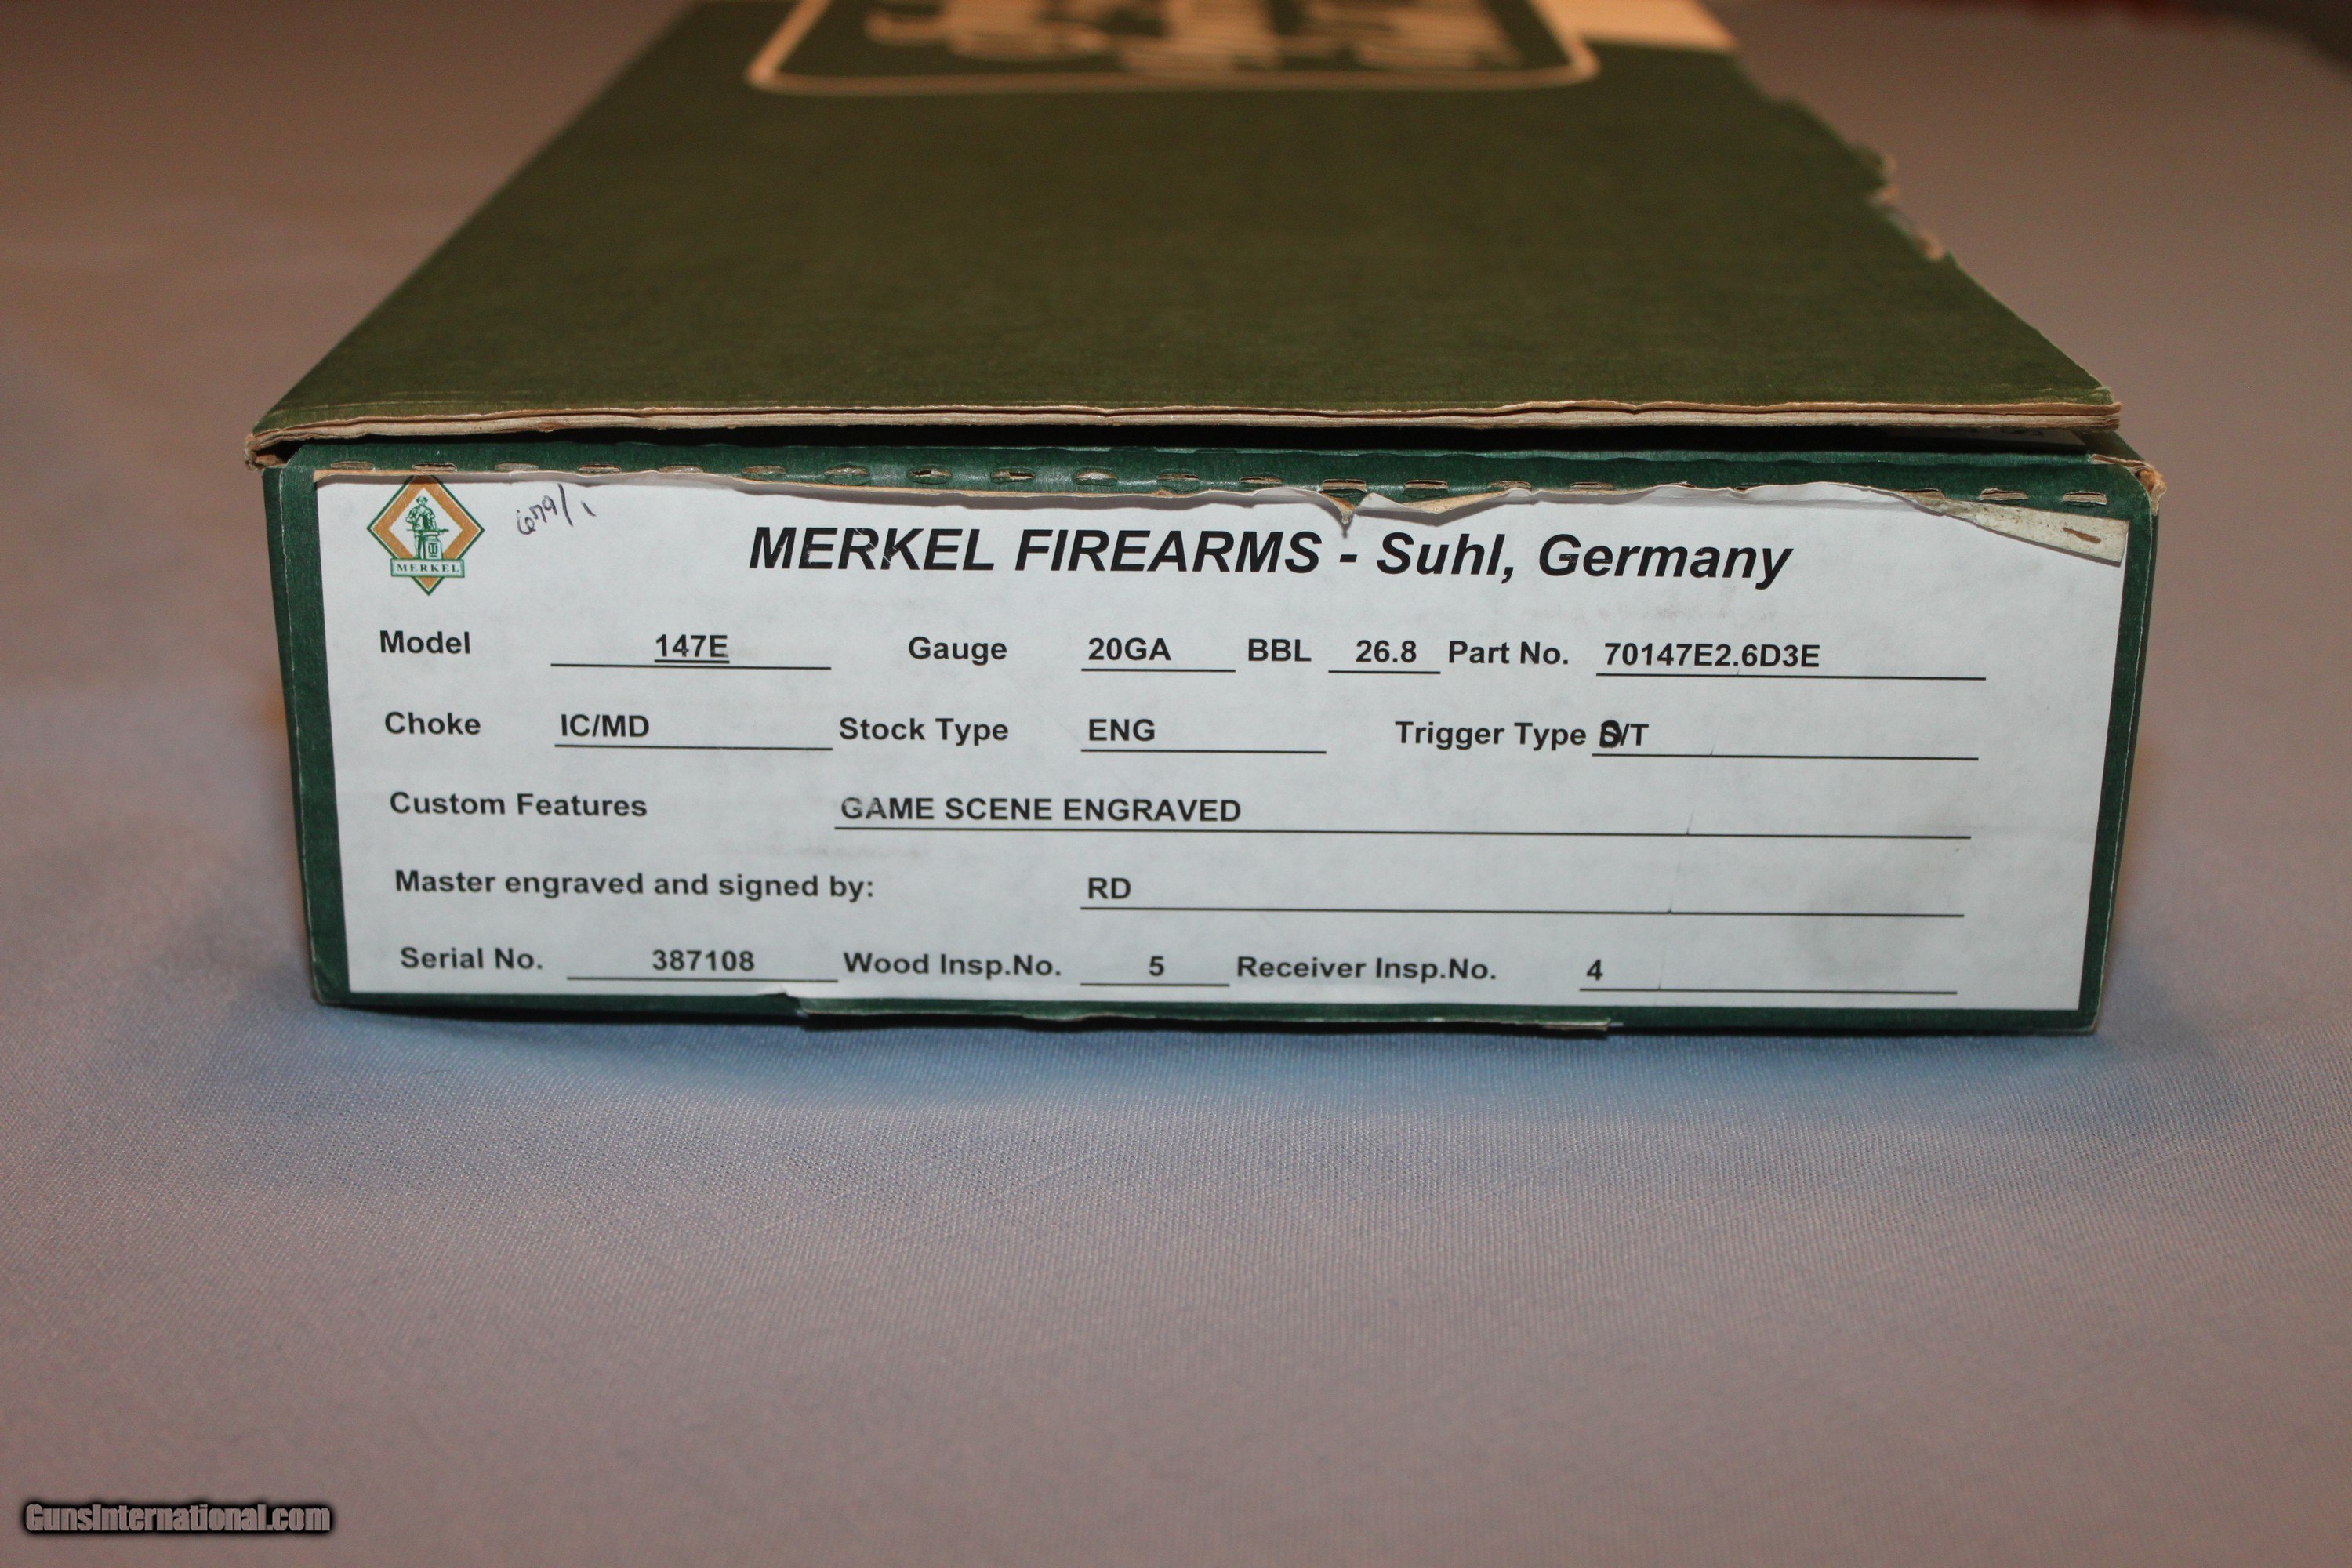 679/1
MERKEL
MERKEL FIREARMS - Suhl, Germany
Model 147E Gauge 20GA BBL 26.8 Part No. 70147E2.6D3E
Choke IC/MD Stock Type ENG Trigger Type /T
Custom Features GAME SCENE ENGRAVED
Master engraved and signed by: RD
Serial No. 387108 Wood Insp.No. 5 Receiver Insp.No. 4
GunsInternational.com